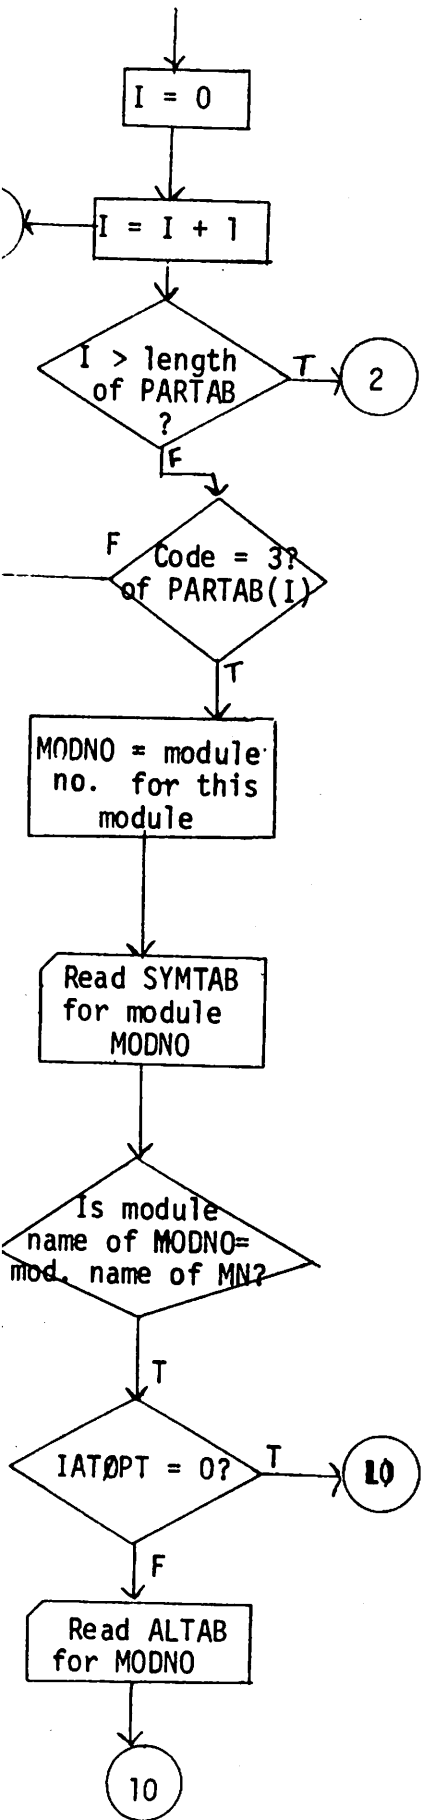 I = 0
I = I + 1
I > length
of PARTAB
?
T
2
F
F
Code = 3?
of PARTAB(I)
T
MODNO = module
no. for this
module
Read SYMTAB
for module
MODNO
Is module
name of MODNO=
mod. name of MN?
T
IATØPT = 0?
T
10
F
Read ALTAB
for MODNO
10